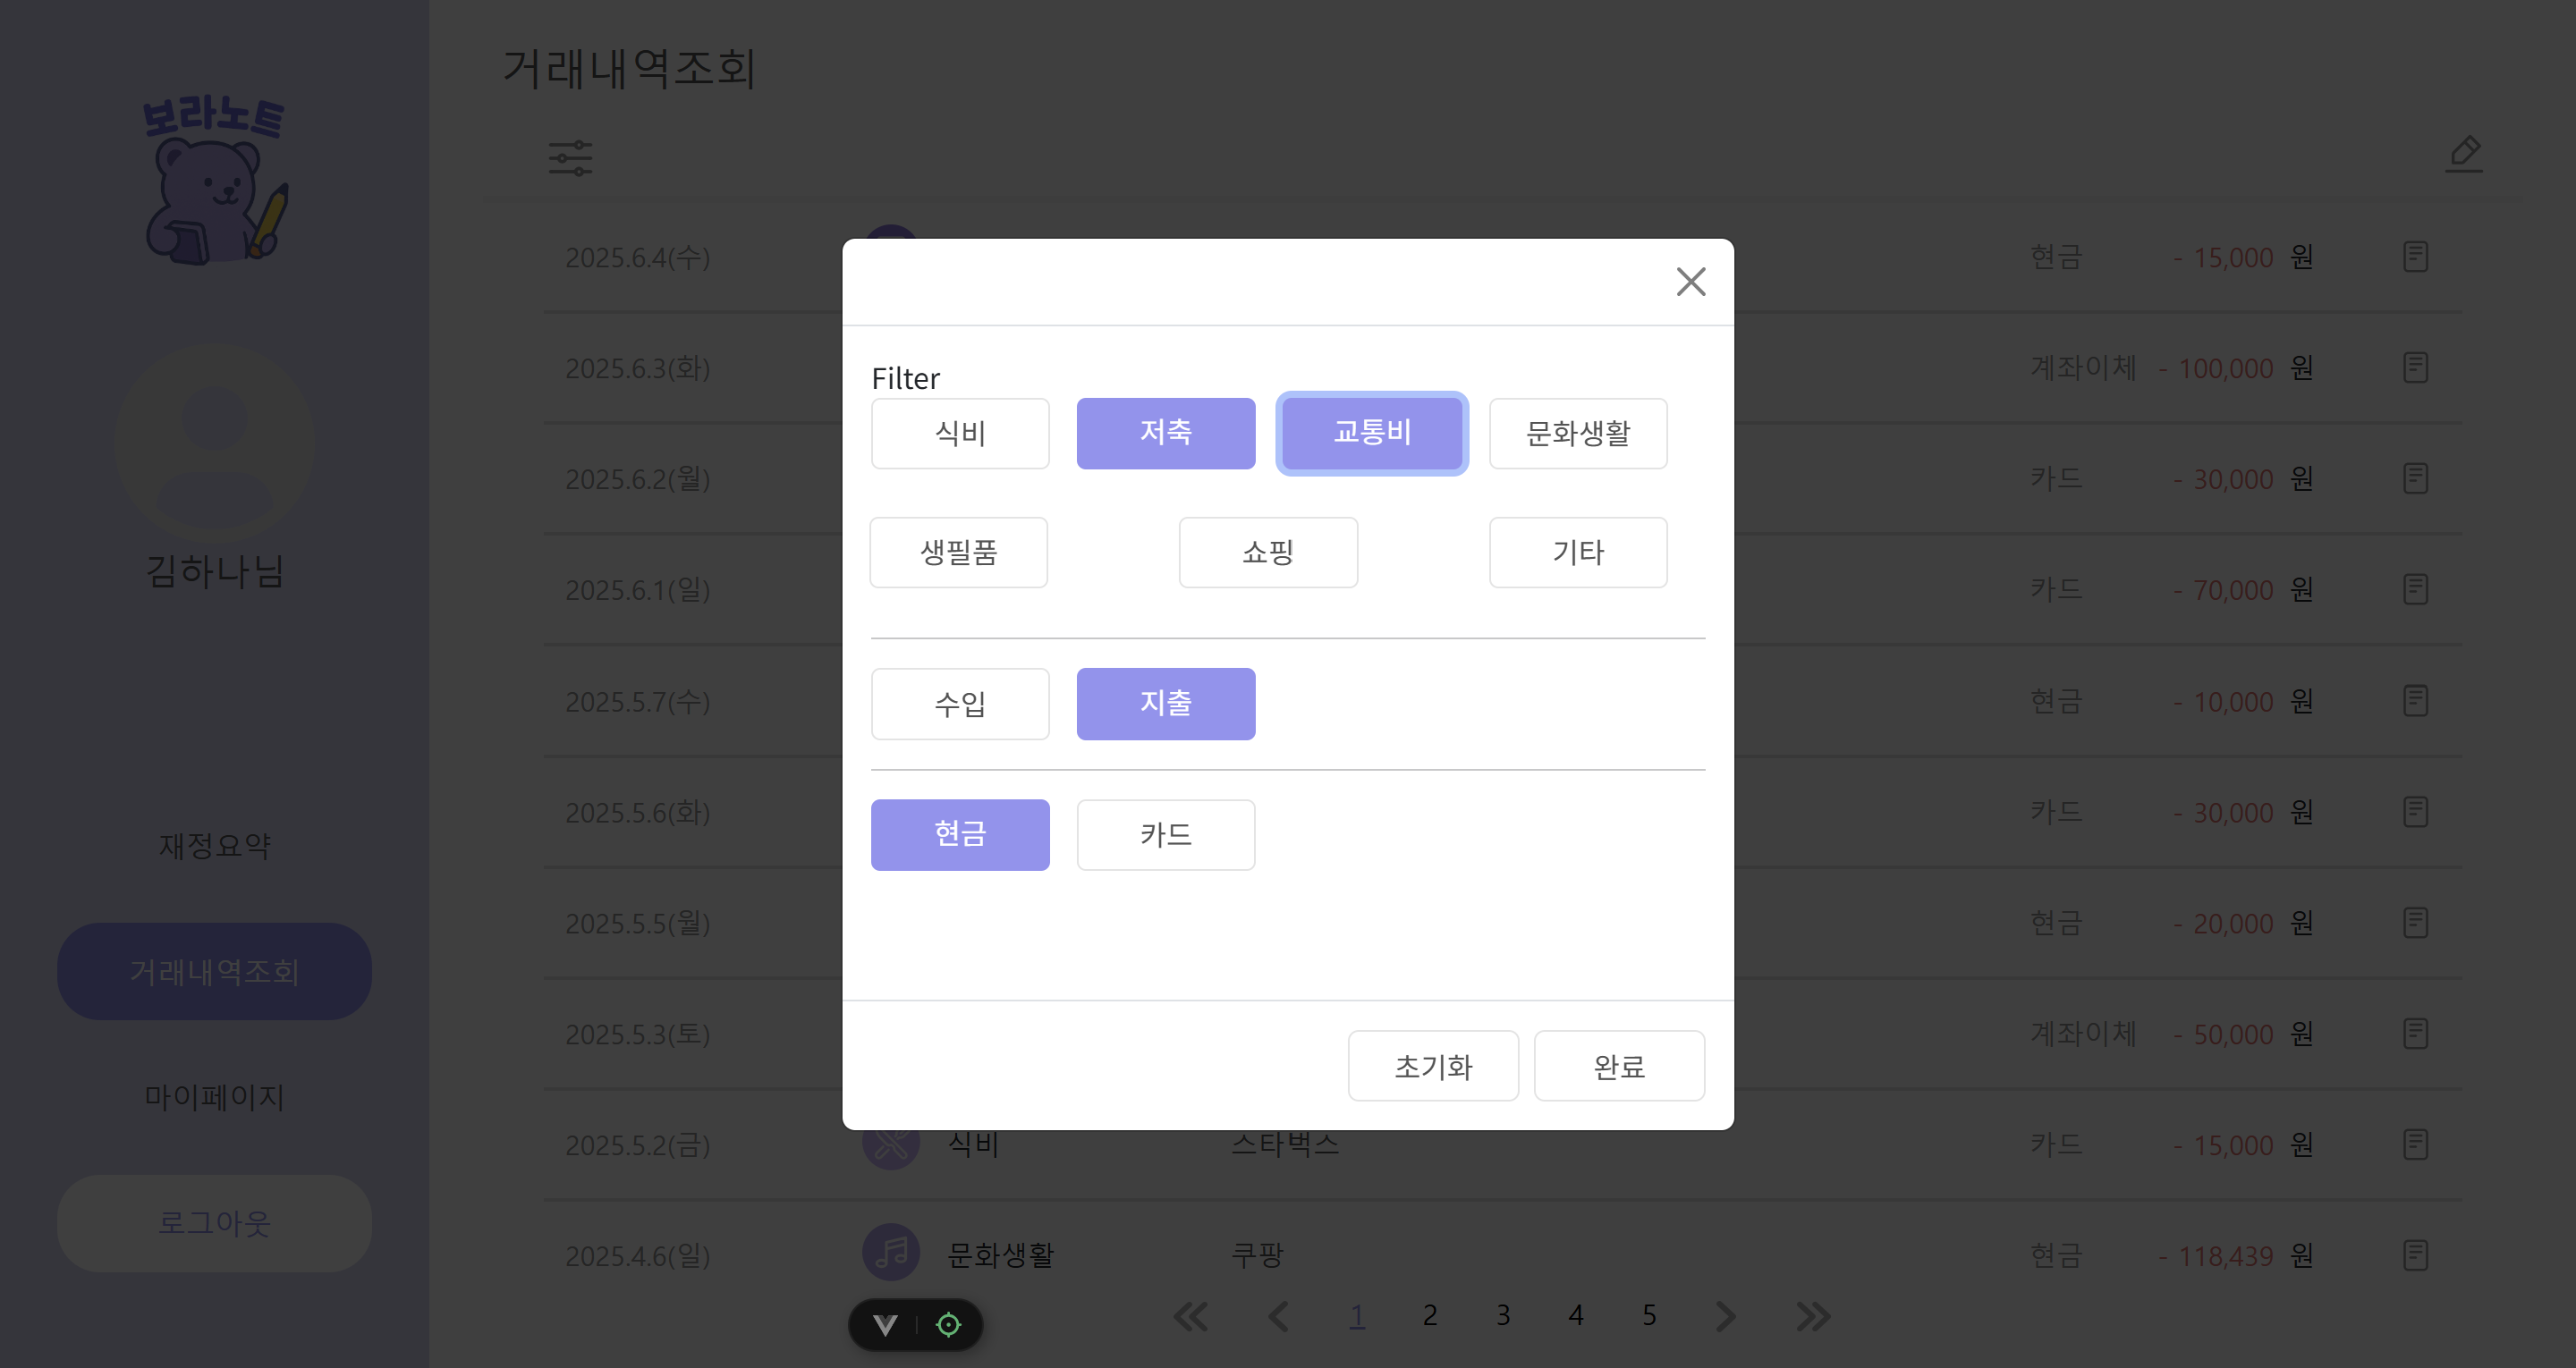 보라노트
김하나님
재정요약
거래내역조회
마이페이지
로그아웃
거래내역조회
2025.6.4(수) 현금 - 15,000 원
2025.6.3(화) 계좌이체 - 100,000 원
2025.6.2(월) 카드 - 30,000 원
2025.6.1(일) 카드 - 70,000 원
2025.5.7(수) 현금 - 10,000 원
2025.5.6(화) 카드 - 30,000 원
2025.5.5(월) 현금 - 20,000 원
2025.5.3(토) 계좌이체 - 50,000 원
2025.5.2(금) 식비 스타벅스 카드 - 15,000 원
2025.4.6(일) 문화생활 쿠팡 현금 - 118,439 원
1 2 3 4 5
Filter
식비 저축 교통비 문화생활
생필품 쇼핑 기타
수입 지출
현금 카드
초기화 완료